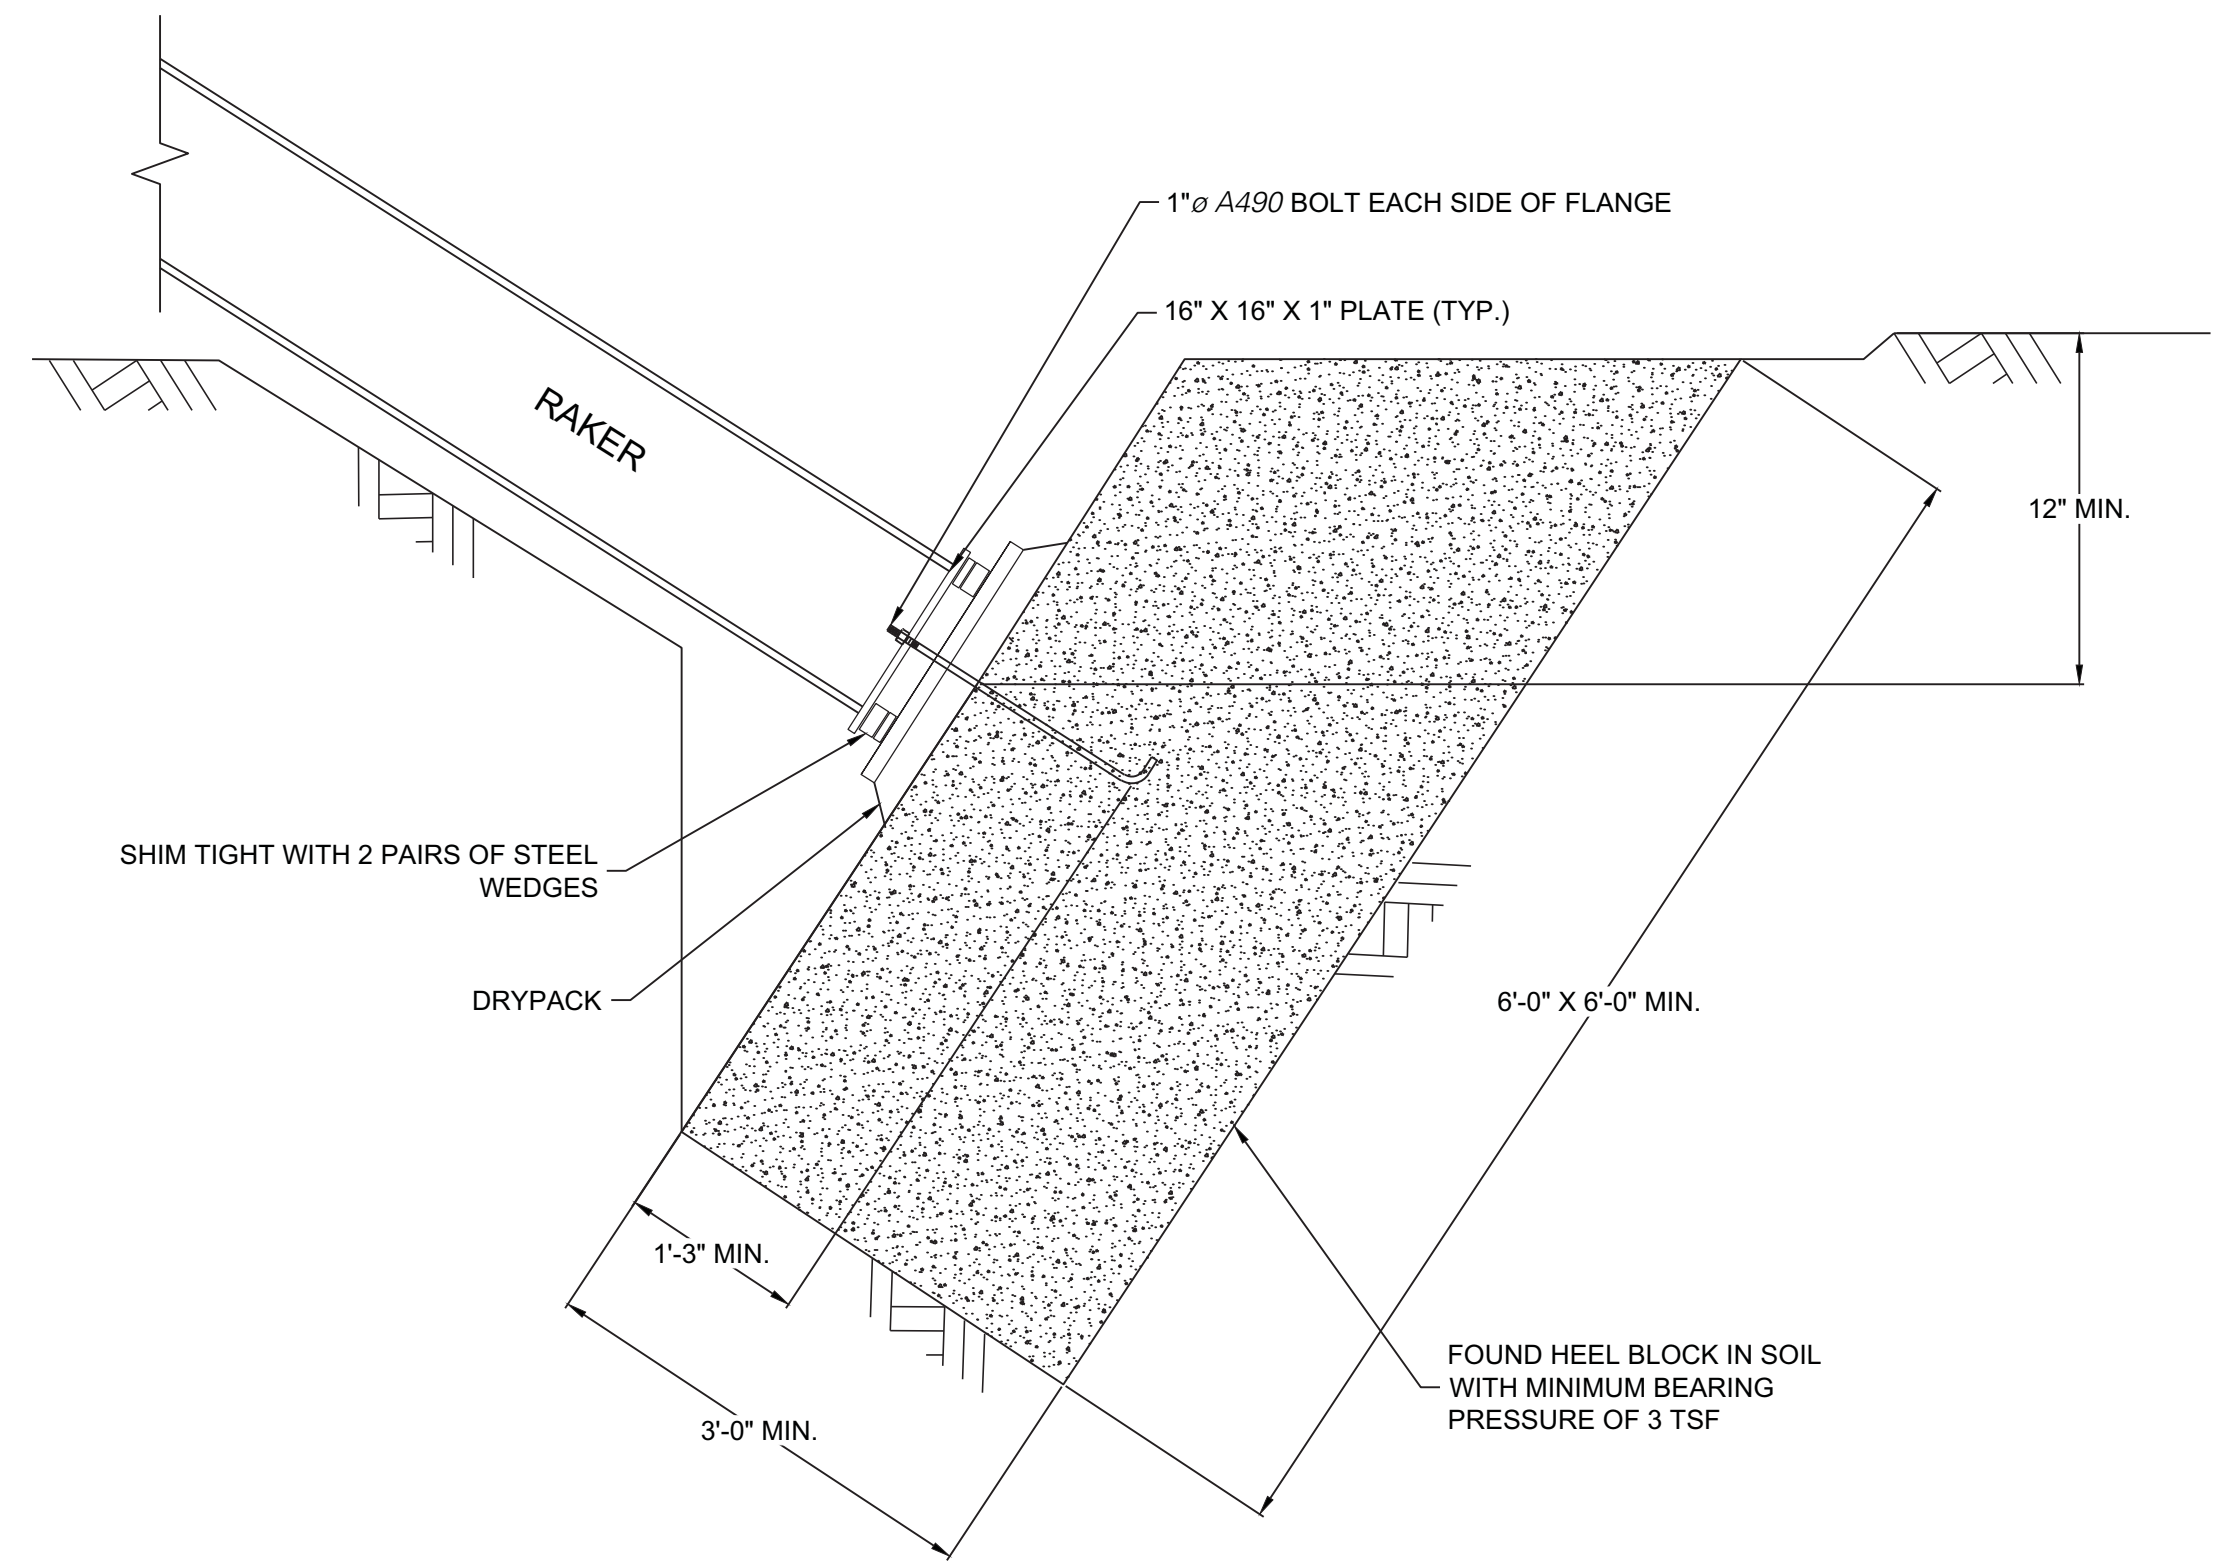 1"ø A490 BOLT EACH SIDE OF FLANGE
16" X 16" X 1" PLATE (TYP.)
RAKER
12" MIN.
SHIM TIGHT WITH 2 PAIRS OF STEEL
WEDGES
DRYPACK
6'-0" X 6'-0" MIN.
1'-3" MIN.
3'-0" MIN.
FOUND HEEL BLOCK IN SOIL
WITH MINIMUM BEARING
PRESSURE OF 3 TSF